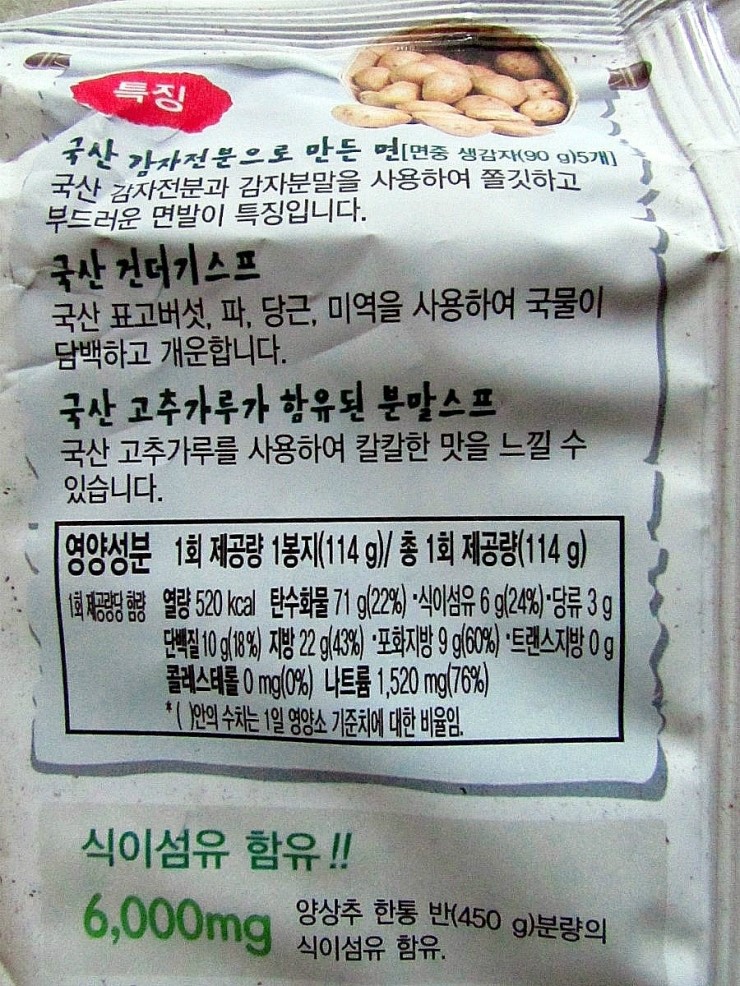 특징
국산 감자전분으로 만든 면[면중 생감자(90 g)5개]
국산 감자전분과 감자분말을 사용하여 쫄깃하고
부드러운 면발이 특징입니다.
국산 건더기스프
국산 표고버섯, 파, 당근, 미역을 사용하여 국물이
담백하고 개운합니다.
국산 고추가루가 함유된 분말스프
국산 고추가루를 사용하여 칼칼한 맛을 느낄 수
있습니다.
영양성분 1회 제공량 1봉지(114 g)/ 총 1회 제공량(114 g)
1회 제공량당 함량 열량 520 kcal 탄수화물 71 g(22%) ·식이섬유 6 g(24%)·당류 3 g
단백질 10 g(18%) 지방 22 g(43%) ·포화지방 9 g(60%) ·트랜스지방 0 g
콜레스테롤 0 mg(0%) 나트륨 1,520 mg(76%)
*( )안의 수치는 1일 영양소 기준치에 대한 비율임.
식이섬유 함유!!
6,000mg 양상추 한통 반(450 g)분량의
식이섬유 함유.